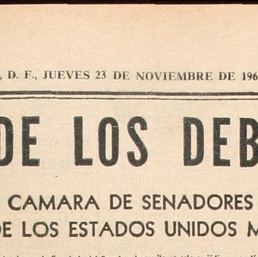 , D. F., JUEVES 23 DE NOVIEMBRE DE 196
DE LOS DEB
CAMARA DE SENADORES
DE LOS ESTADOS UNIDOS M